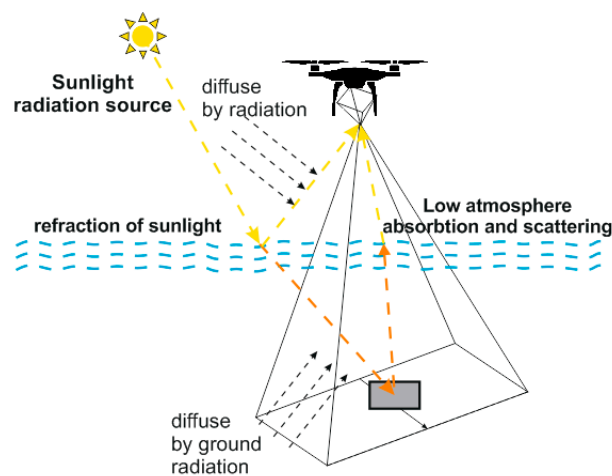 Sunlight
radiation source
diffuse
by radiation
refraction of sunlight
Low atmosphere
absorbtion and scattering
diffuse
by ground
radiation